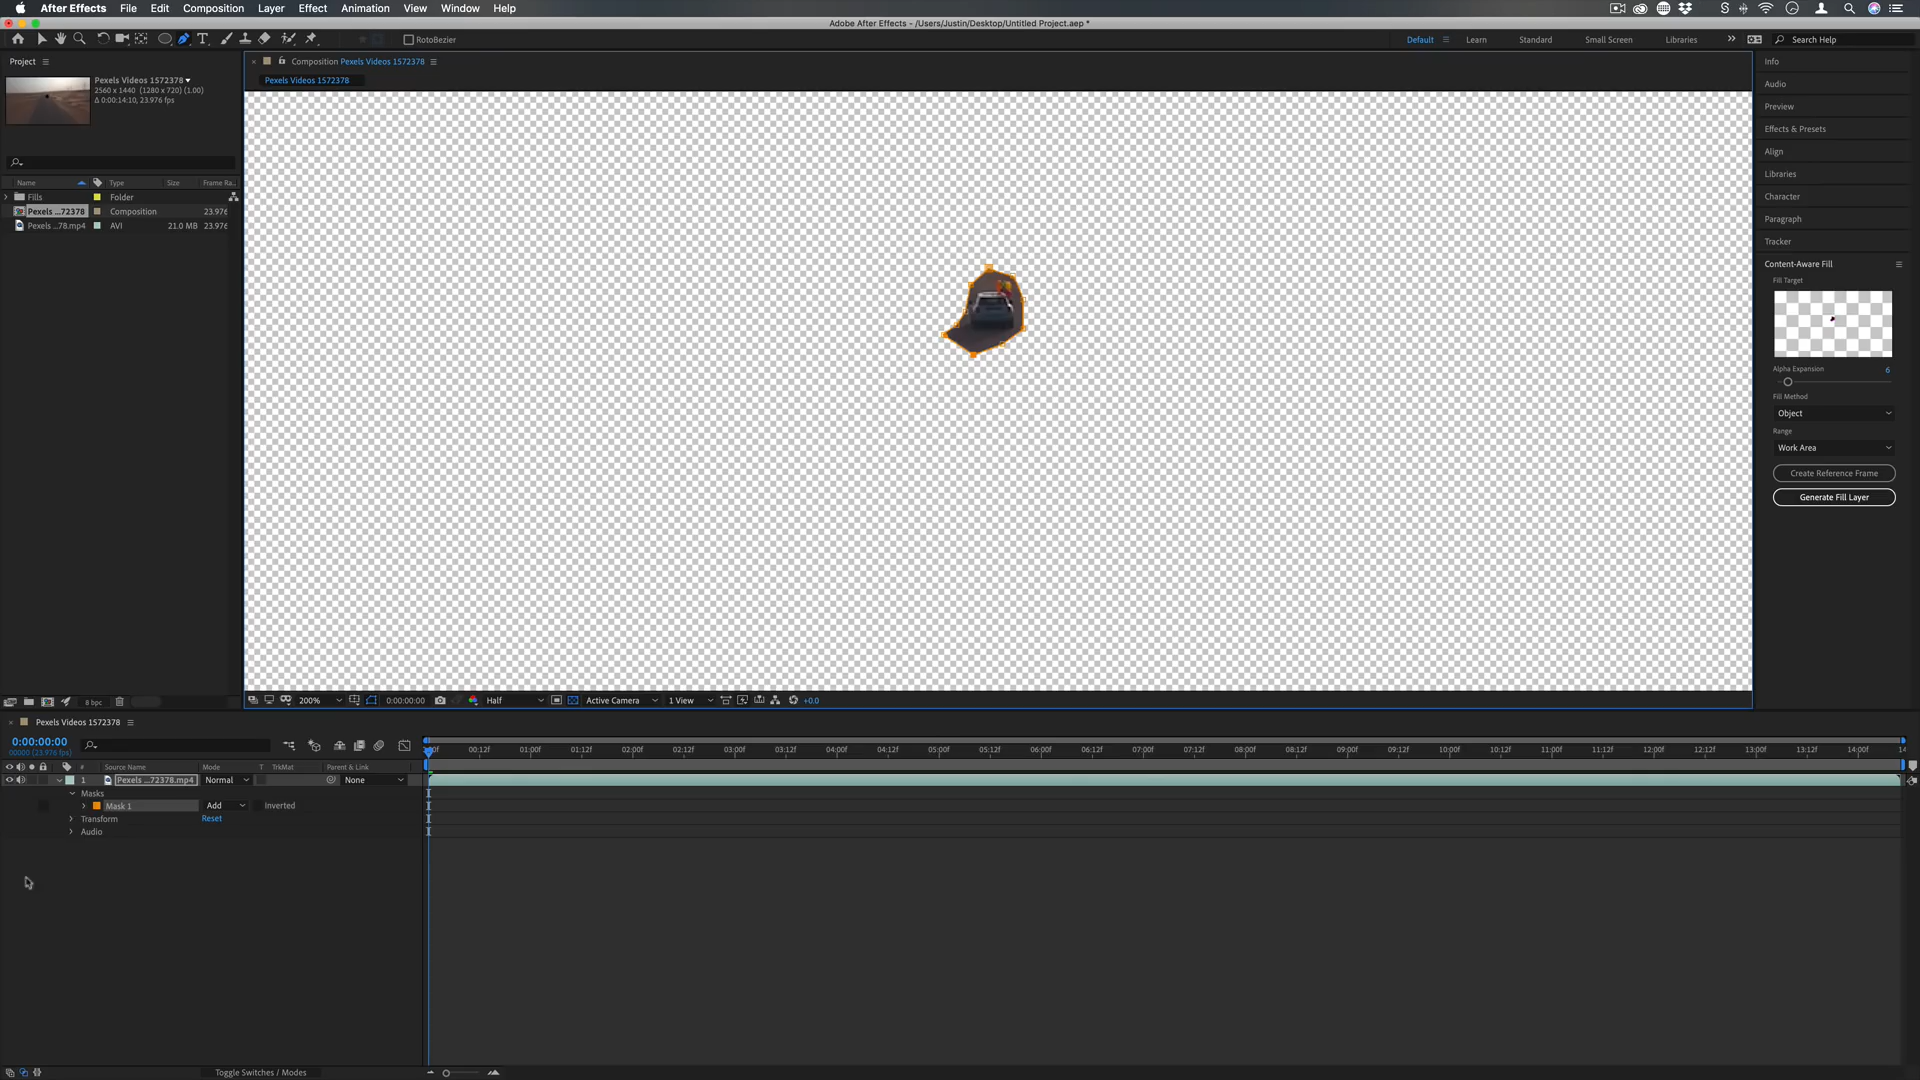 After Effects File Edit Composition Layer Effect Animation View Window Help
Adobe After Effects - /Users/Justin/Desktop/Untitled Project.aep *
RotoBezier
Default Learn Standard Small Screen Libraries Search Help
Project
Composition Pexels Videos 1572378
Pexels Videos 1572378
Pexels Videos 1572378
2560 x 1440 (1280 x 720) (1.00)
Δ 0:00:14:10, 23.976 fps
Name Type Size Frame Ra...
Fills Folder
Pexels ...72378 Composition 23.976
Pexels ...78.mp4 AVI 21.0 MB 23.976
Info
Audio
Preview
Effects & Presets
Align
Libraries
Character
Paragraph
Tracker
Content-Aware Fill
Fill Target
Alpha Expansion 6
Fill Method
Object
Range
Work Area
Create Reference Frame
Generate Fill Layer
8 bpc
200% 0:00:00:00 Half Active Camera 1 View +0.0
Pexels Videos 1572378
0:00:00:00
00000 (23.976 fps)
:00f 00:12f 01:00f 01:12f 02:00f 02:12f 03:00f 03:12f 04:00f 04:12f 05:00f 05:12f 06:00f 06:12f 07:00f 07:12f 08:00f 08:12f 09:00f 09:12f 10:00f 10:12f 11:00f 11:12f 12:00f 12:12f 13:00f 13:12f 14:00f 14
# Source Name Mode T TrkMat Parent & Link
1 Pexels ...72378.mp4 Normal None
Masks
Mask 1 Add Inverted
Transform Reset
Audio
Toggle Switches / Modes